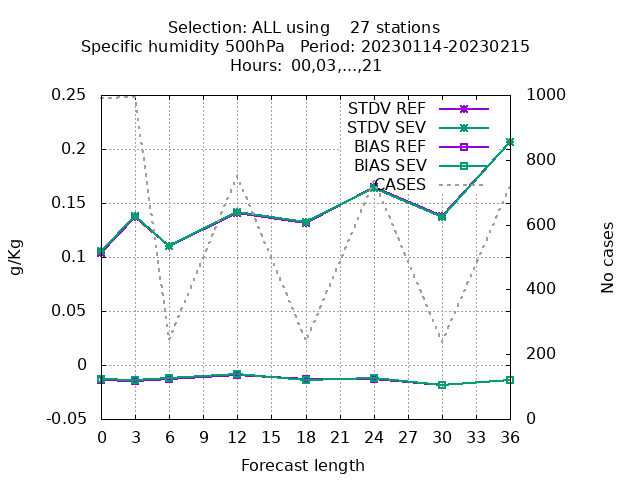 Selection: ALL using    27 stations
Specific humidity 500hPa   Period: 20230114-20230215
Hours:  00,03,...,21
STDV REF
STDV SEV
BIAS REF
BIAS SEV
CASES
0.25
0.2
0.15
0.1
0.05
0
-0.05
g/Kg
1000
800
600
400
200
0
No cases
0 3 6 9 12 15 18 21 24 27 30 33 36
Forecast length